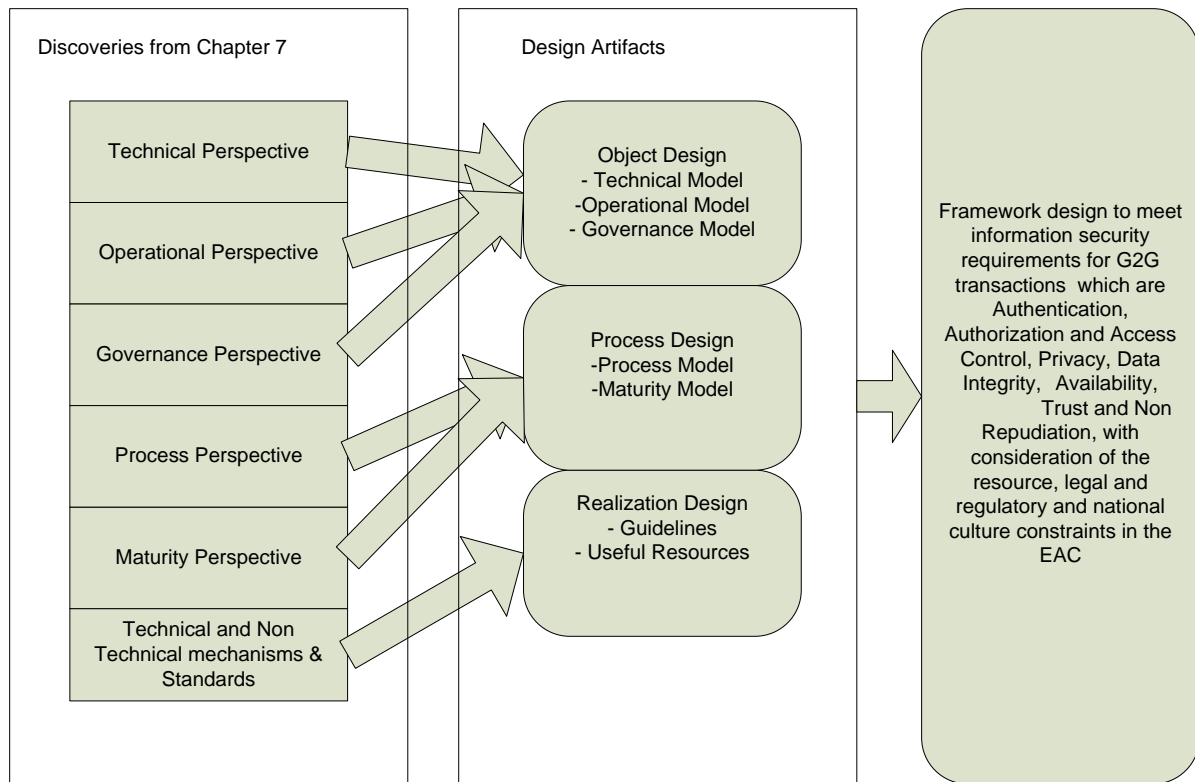 Discoveries from Chapter 7
Technical Perspective
Operational Perspective
Governance Perspective
Process Perspective
Maturity Perspective
Technical and Non
Technical mechanisms &
Standards
Design Artifacts
Object Design
- Technical Model
-Operational Model
- Governance Model
Process Design
-Process Model
-Maturity Model
Realization Design
- Guidelines
- Useful Resources
Framework design to meet
information security
requirements for G2G
transactions which are
Authentication,
Authorization and Access
Control, Privacy, Data
Integrity, Availability,
Trust and Non
Repudiation, with
consideration of the
resource, legal and
regulatory and national
culture constraints in the
EAC